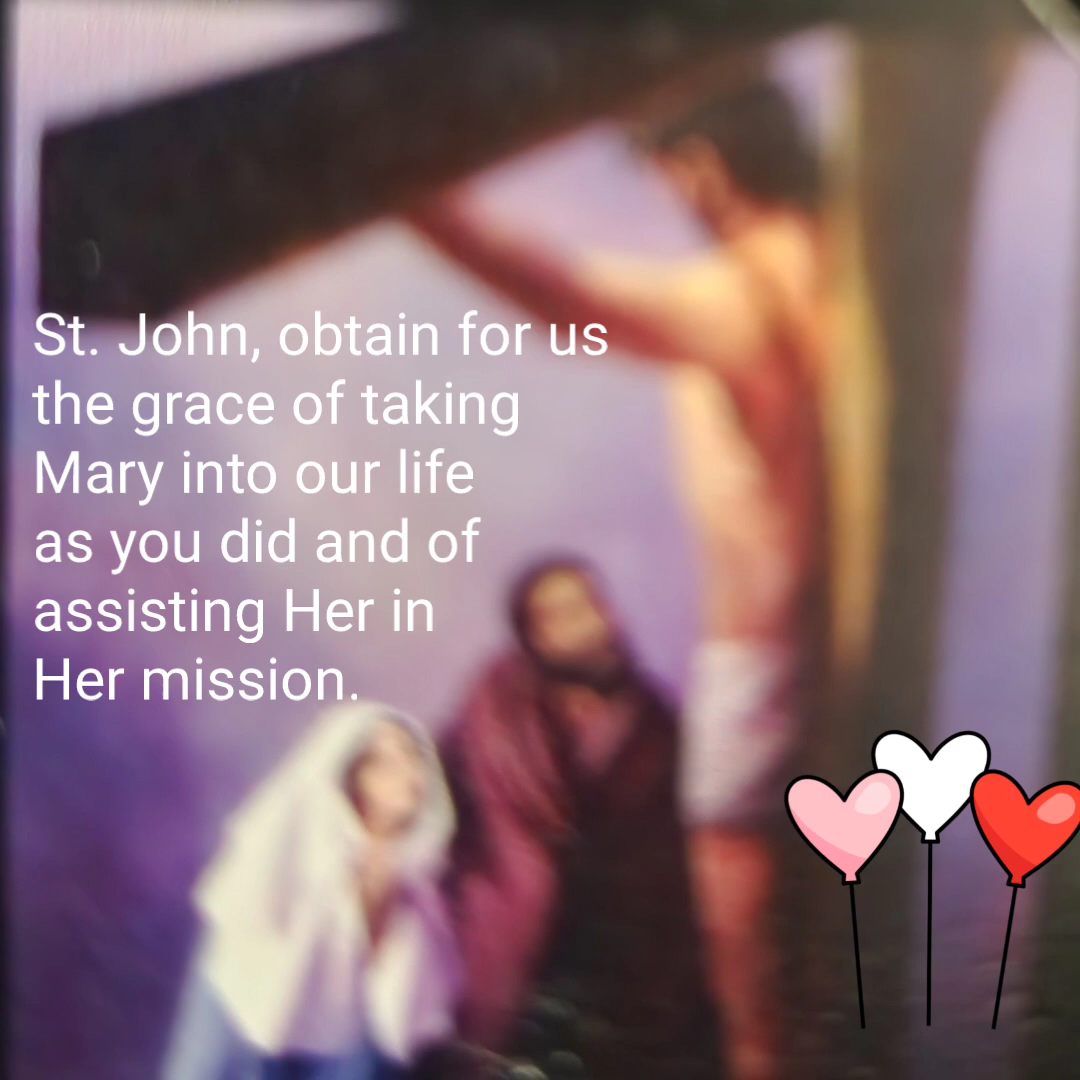 St. John, obtain for us
the grace of taking
Mary into our life
as you did and of
assisting Her in
Her mission.